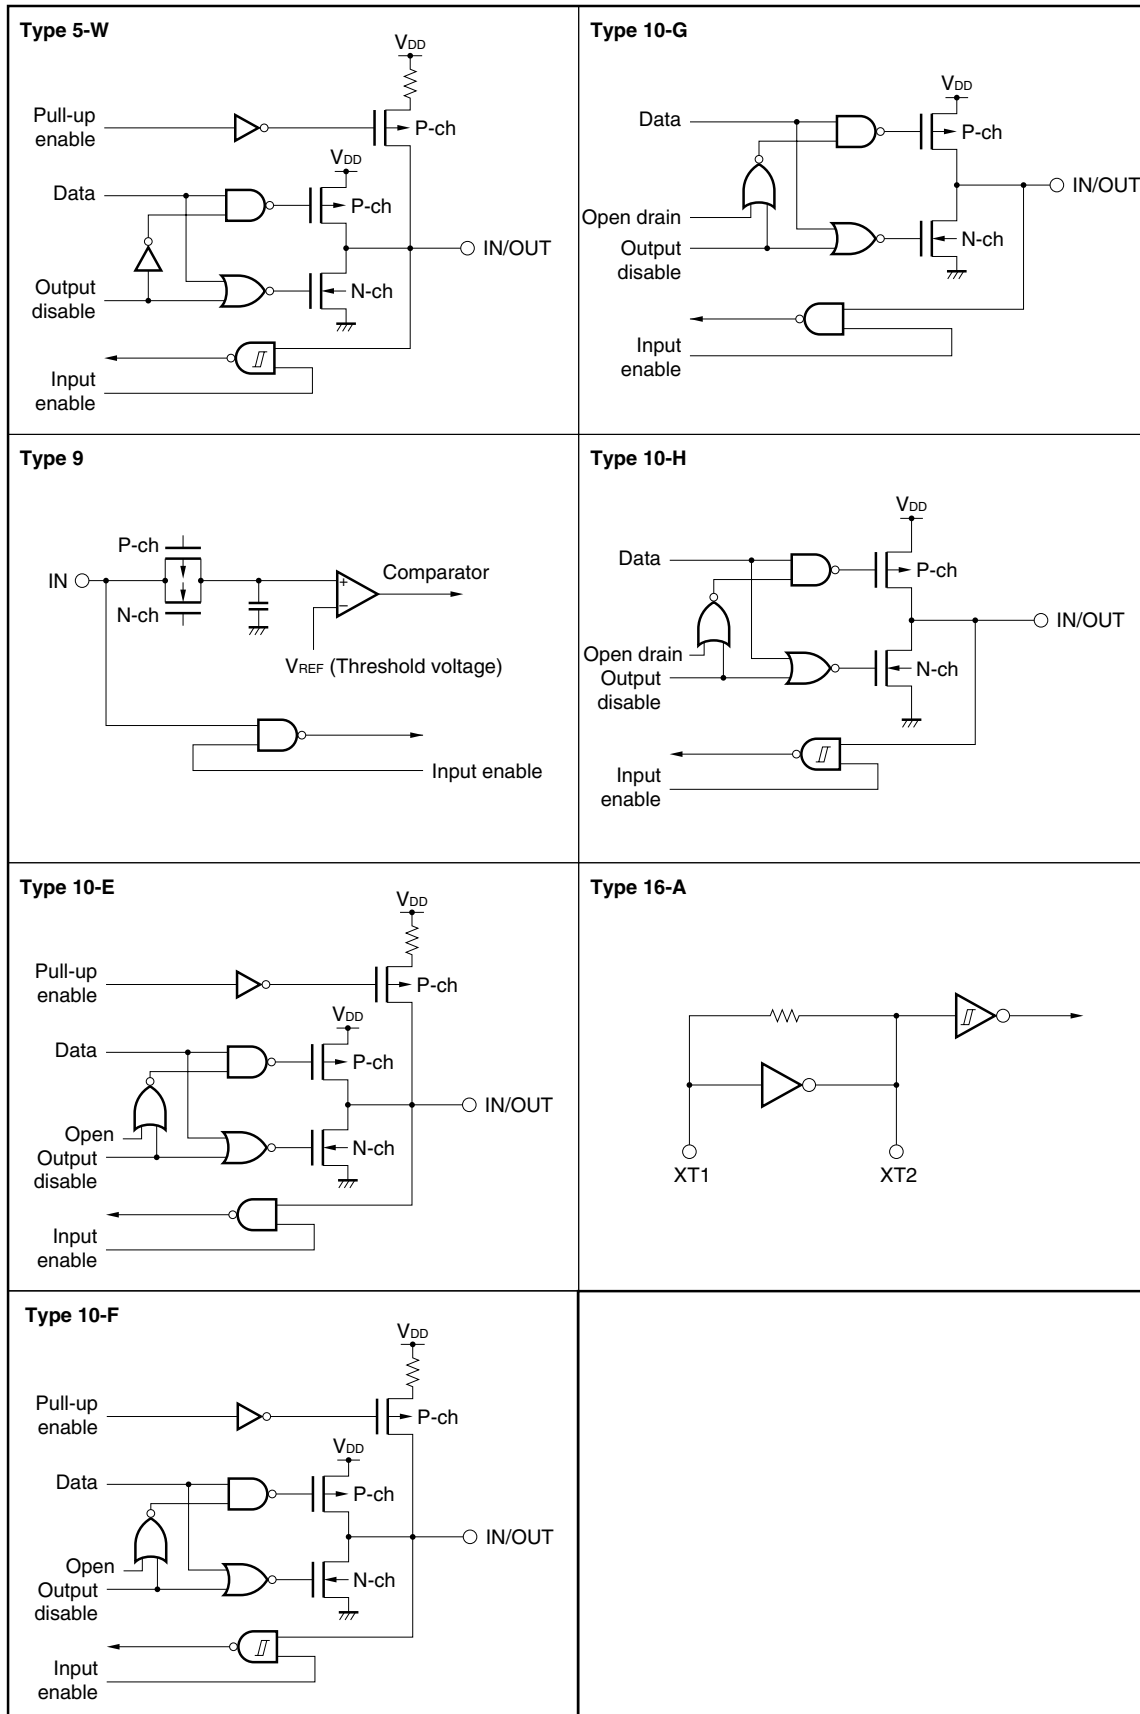 Type 5-W
VDD
Pull-up
enable
P-ch
VDD
Data
P-ch
IN/OUT
Output
disable
N-ch
Input
enable
Type 10-G
VDD
Data
P-ch
Open drain
IN/OUT
Output
disable
N-ch
Input
enable
Type 9
P-ch
IN
N-ch
Comparator
+
−
VREF (Threshold voltage)
Input enable
Type 10-H
VDD
Data
P-ch
IN/OUT
Open drain
Output
disable
N-ch
Input
enable
Type 10-E
VDD
Pull-up
enable
P-ch
VDD
Data
P-ch
IN/OUT
Open
Output
disable
N-ch
Input
enable
Type 16-A
XT1
XT2
Type 10-F
VDD
Pull-up
enable
P-ch
VDD
Data
P-ch
IN/OUT
Open
Output
disable
N-ch
Input
enable